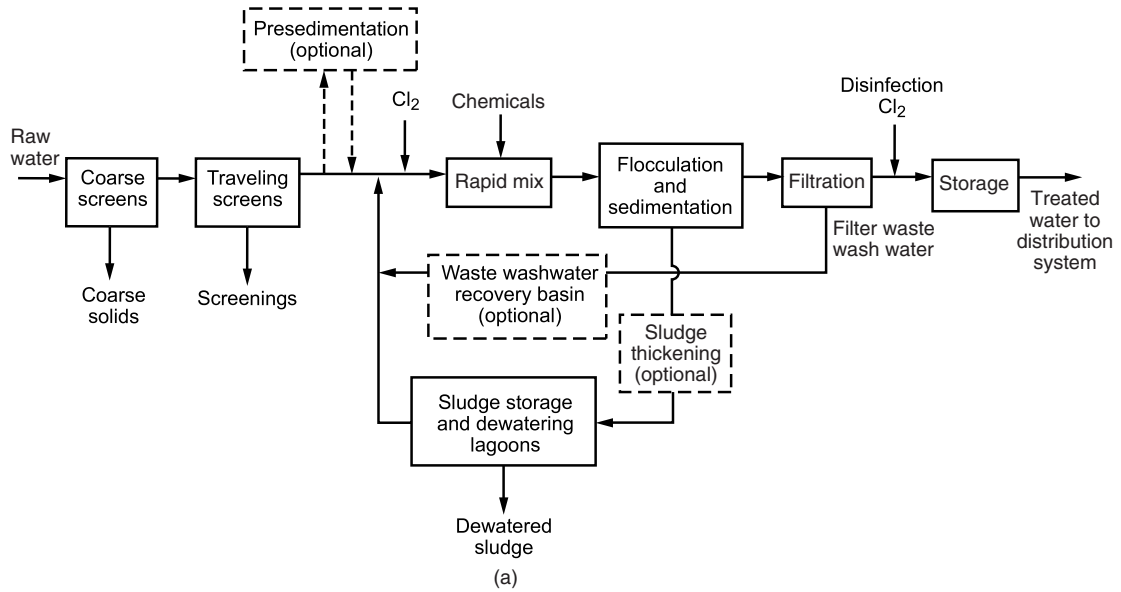 Presedimentation
(optional)
Cl2
Chemicals
Disinfection
Cl2
Raw
water
Coarse
screens
Traveling
screens
Rapid mix
Flocculation
and
sedimentation
Filtration
Storage
Treated
water to
distribution
system
Filter waste
wash water
Coarse
solids
Screenings
Waste washwater
recovery basin
(optional)
Sludge
thickening
(optional)
Sludge storage
and dewatering
lagoons
Dewatered
sludge
(a)